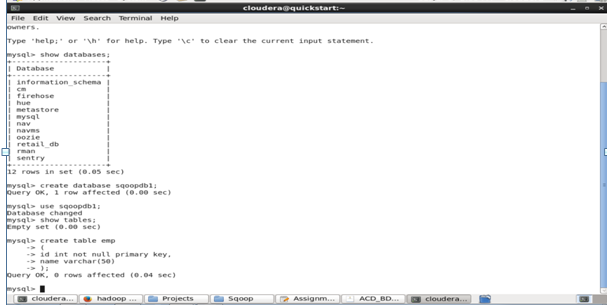 cloudera@quickstart:~
File Edit View Search Terminal Help
owners.
Type 'help;' or '\h' for help. Type '\c' to clear the current input statement.
mysql> show databases;
+--------------------+
| Database           |
+--------------------+
| information_schema |
| cm                 |
| firehose           |
| hue                |
| metastore          |
| mysql              |
| nav                |
| navms              |
| oozie              |
| retail_db          |
| rman               |
| sentry             |
+--------------------+
12 rows in set (0.05 sec)
mysql> create database sqoopdb1;
Query OK, 1 row affected (0.00 sec)
mysql> use sqoopdb1;
Database changed
mysql> show tables;
Empty set (0.00 sec)
mysql> create table emp
-> (
-> id int not null primary key,
-> name varchar(50)
-> );
Query OK, 0 rows affected (0.04 sec)
mysql>
cloudera... hadoop ... Projects Sqoop Assignm... ACD_BD... cloudera...